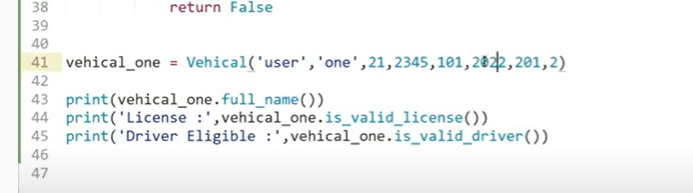 38 return False
39
40
41 vehical_one = Vehical('user','one',21,2345,101,2022,201,2)
42
43 print(vehical_one.full_name())
44 print('License :',vehical_one.is_valid_license())
45 print('Driver Eligible :',vehical_one.is_valid_driver())
46
47